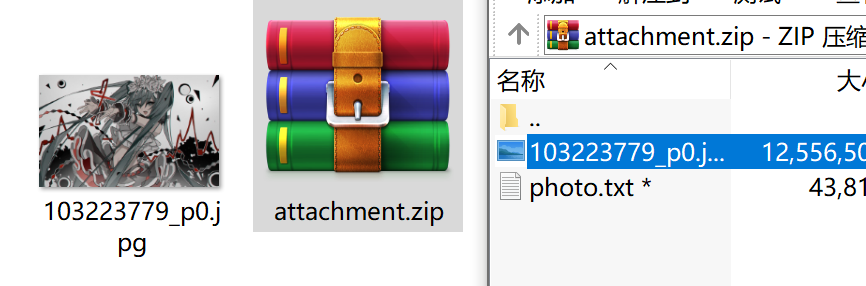 103223779_p0.j
pg
attachment.zip
attachment.zip - ZIP 压缩
名称
大
..
103223779_p0.j...
12,556,50
photo.txt *
43,81